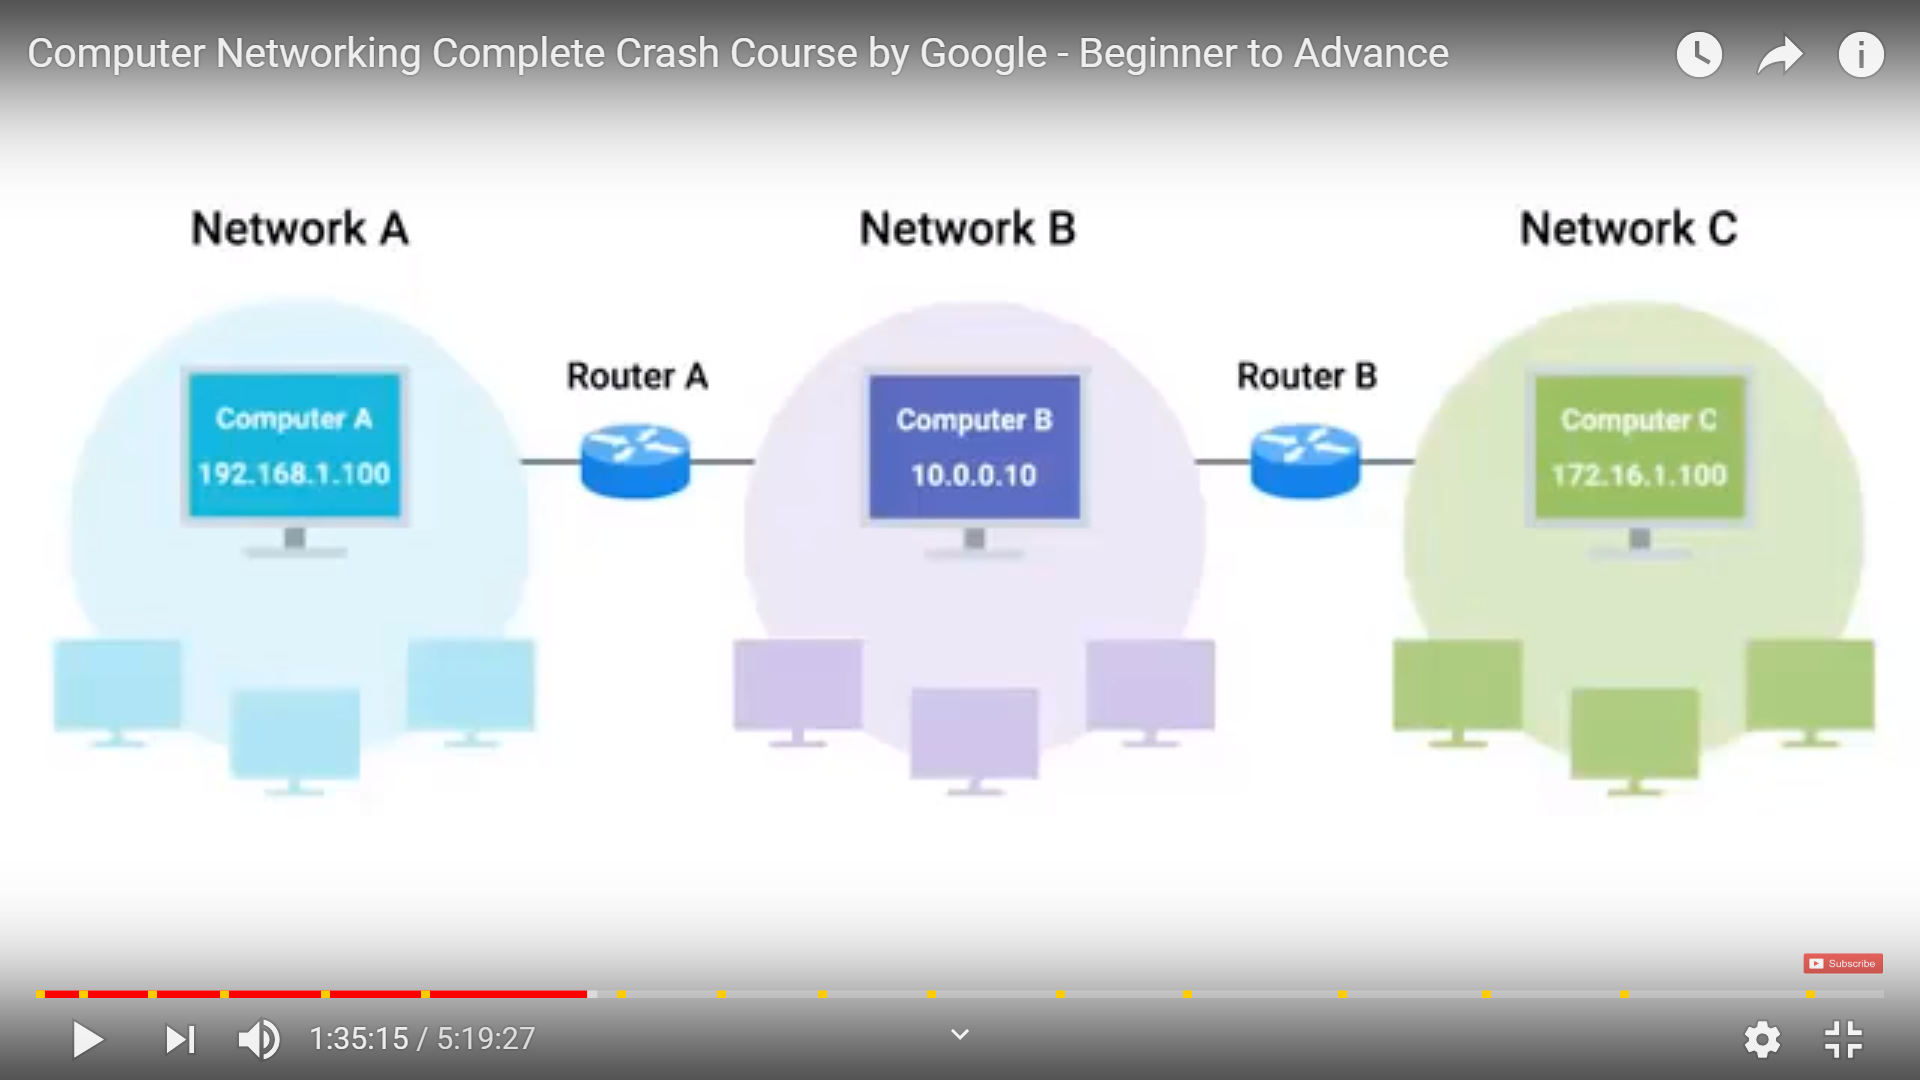 Computer Networking Complete Crash Course by Google - Beginner to Advance
Network A
Network B
Network C
Router A
Router B
Computer A
192.168.1.100
Computer B
10.0.0.10
Computer C
172.16.1.100
Subscribe
1:35:15 / 5:19:27